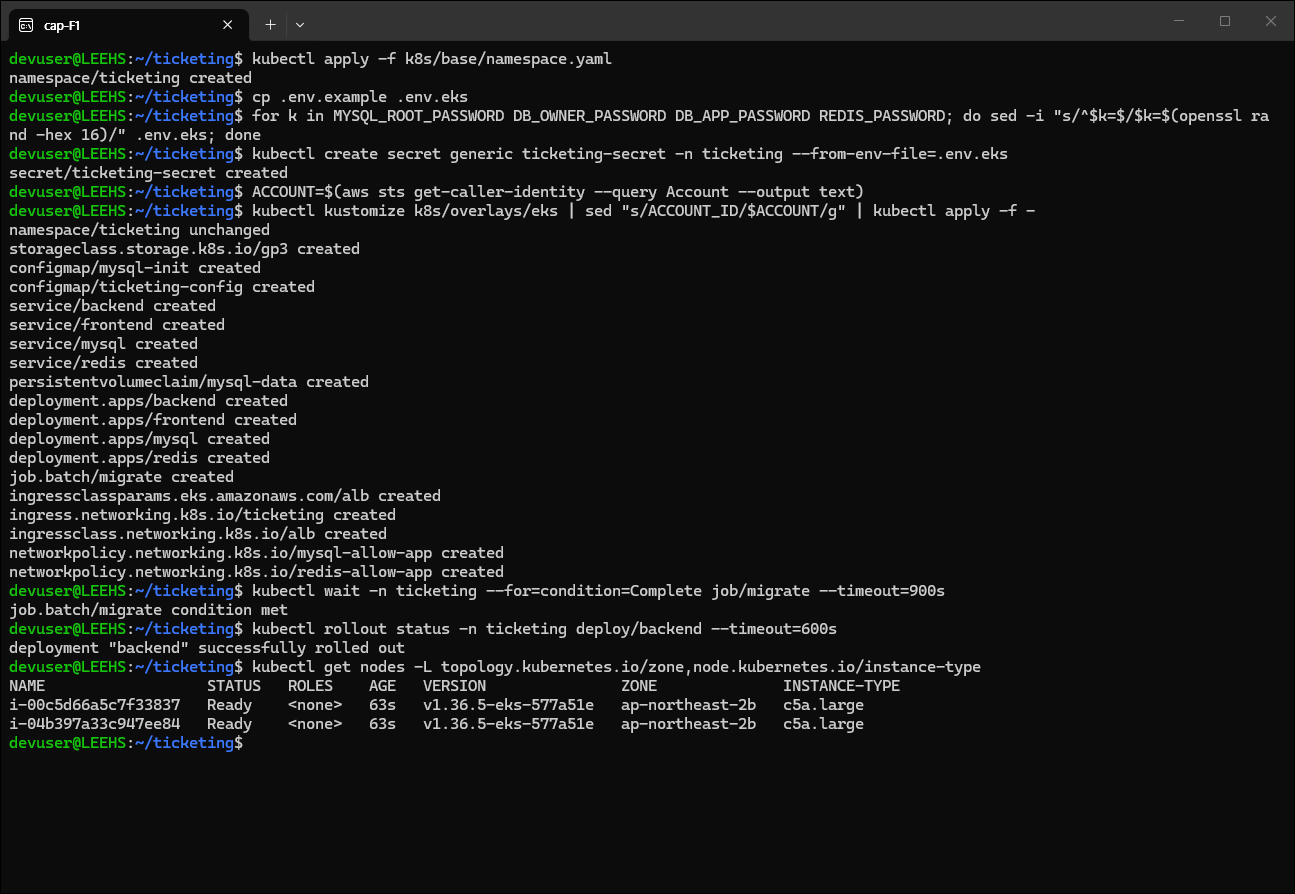 cap-F1
devuser@LEEHS:~/ticketing$ kubectl apply -f k8s/base/namespace.yaml
namespace/ticketing created
devuser@LEEHS:~/ticketing$ cp .env.example .env.eks
devuser@LEEHS:~/ticketing$ for k in MYSQL_ROOT_PASSWORD DB_OWNER_PASSWORD DB_APP_PASSWORD REDIS_PASSWORD; do sed -i "s/^$k=$/$k=$(openssl ra
nd -hex 16)/" .env.eks; done
devuser@LEEHS:~/ticketing$ kubectl create secret generic ticketing-secret -n ticketing --from-env-file=.env.eks
secret/ticketing-secret created
devuser@LEEHS:~/ticketing$ ACCOUNT=$(aws sts get-caller-identity --query Account --output text)
devuser@LEEHS:~/ticketing$ kubectl kustomize k8s/overlays/eks | sed "s/ACCOUNT_ID/$ACCOUNT/g" | kubectl apply -f -
namespace/ticketing unchanged
storageclass.storage.k8s.io/gp3 created
configmap/mysql-init created
configmap/ticketing-config created
service/backend created
service/frontend created
service/mysql created
service/redis created
persistentvolumeclaim/mysql-data created
deployment.apps/backend created
deployment.apps/frontend created
deployment.apps/mysql created
deployment.apps/redis created
job.batch/migrate created
ingressclassparams.eks.amazonaws.com/alb created
ingress.networking.k8s.io/ticketing created
ingressclass.networking.k8s.io/alb created
networkpolicy.networking.k8s.io/mysql-allow-app created
networkpolicy.networking.k8s.io/redis-allow-app created
devuser@LEEHS:~/ticketing$ kubectl wait -n ticketing --for=condition=Complete job/migrate --timeout=900s
job.batch/migrate condition met
devuser@LEEHS:~/ticketing$ kubectl rollout status -n ticketing deploy/backend --timeout=600s
deployment "backend" successfully rolled out
devuser@LEEHS:~/ticketing$ kubectl get nodes -L topology.kubernetes.io/zone,node.kubernetes.io/instance-type
NAME                  STATUS   ROLES    AGE   VERSION               ZONE              INSTANCE-TYPE
i-00c5d66a5c7f33837   Ready    <none>   63s   v1.36.5-eks-577a51e   ap-northeast-2b   c5a.large
i-04b397a33c947ee84   Ready    <none>   63s   v1.36.5-eks-577a51e   ap-northeast-2b   c5a.large
devuser@LEEHS:~/ticketing$